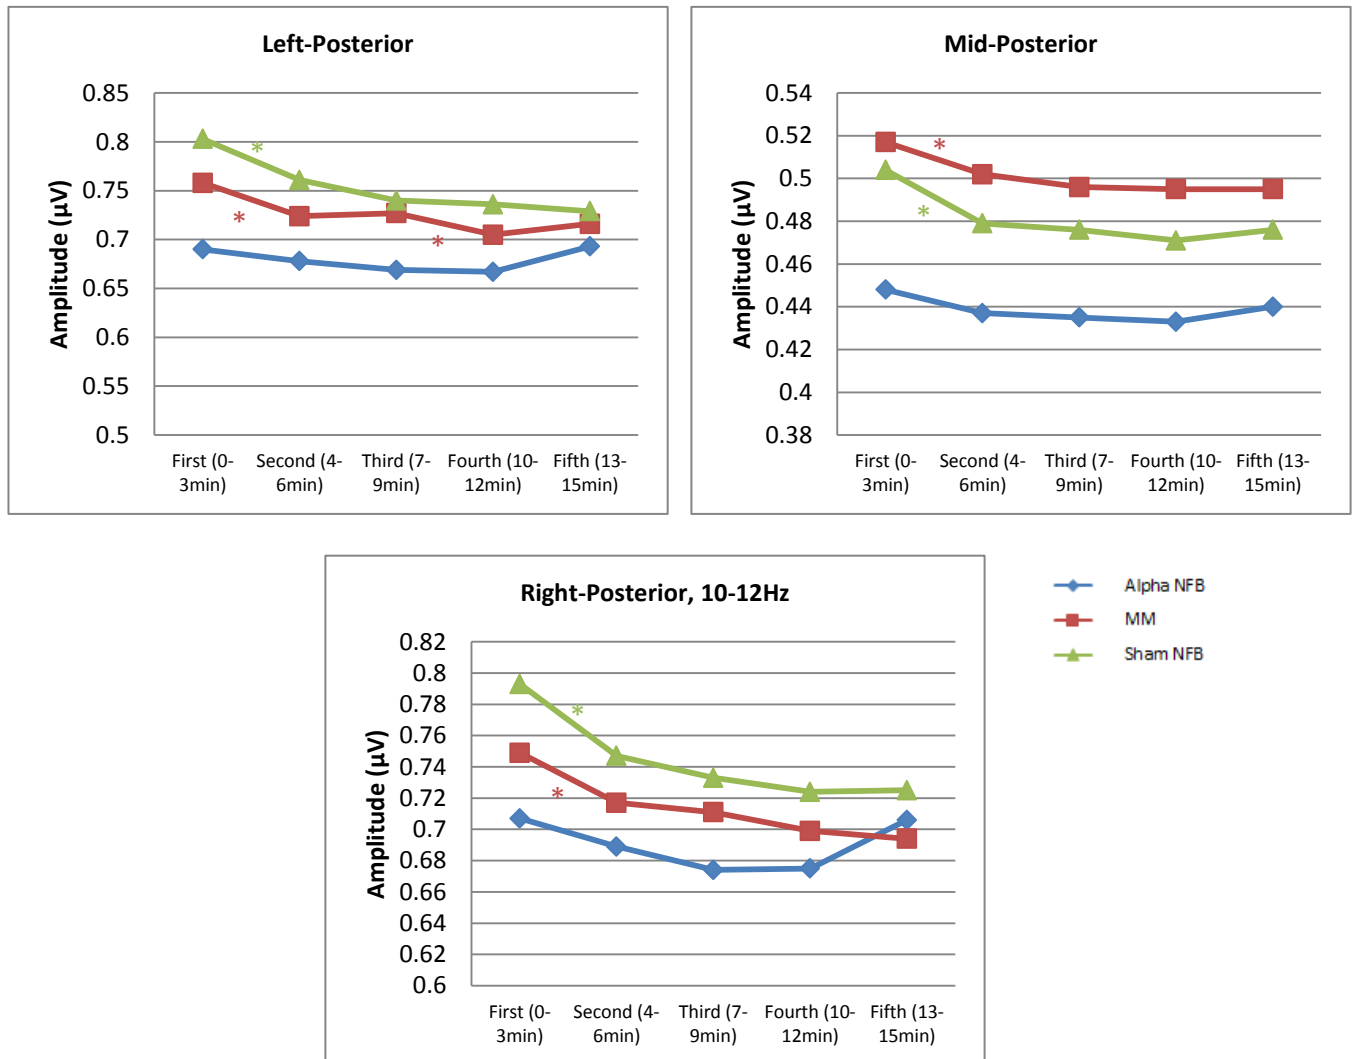 Left-Posterior
Amplitude (µV)
0.85
0.8
0.75
0.7
0.65
0.6
0.55
0.5
First (0-
3min)
Second (4-
6min)
Third (7-
9min)
Fourth (10-
12min)
Fifth (13-
15min)
*
*
*
Mid-Posterior
Amplitude (µV)
0.54
0.52
0.5
0.48
0.46
0.44
0.42
0.4
0.38
First (0-
3min)
Second (4-
6min)
Third (7-
9min)
Fourth (10-
12min)
Fifth (13-
15min)
*
*
Right-Posterior, 10-12Hz
Amplitude (µV)
0.82
0.8
0.78
0.76
0.74
0.72
0.7
0.68
0.66
0.64
0.62
0.6
First (0-
3min)
Second (4-
6min)
Third (7-
9min)
Fourth (10-
12min)
Fifth (13-
15min)
*
*
Alpha NFB
MM
Sham NFB